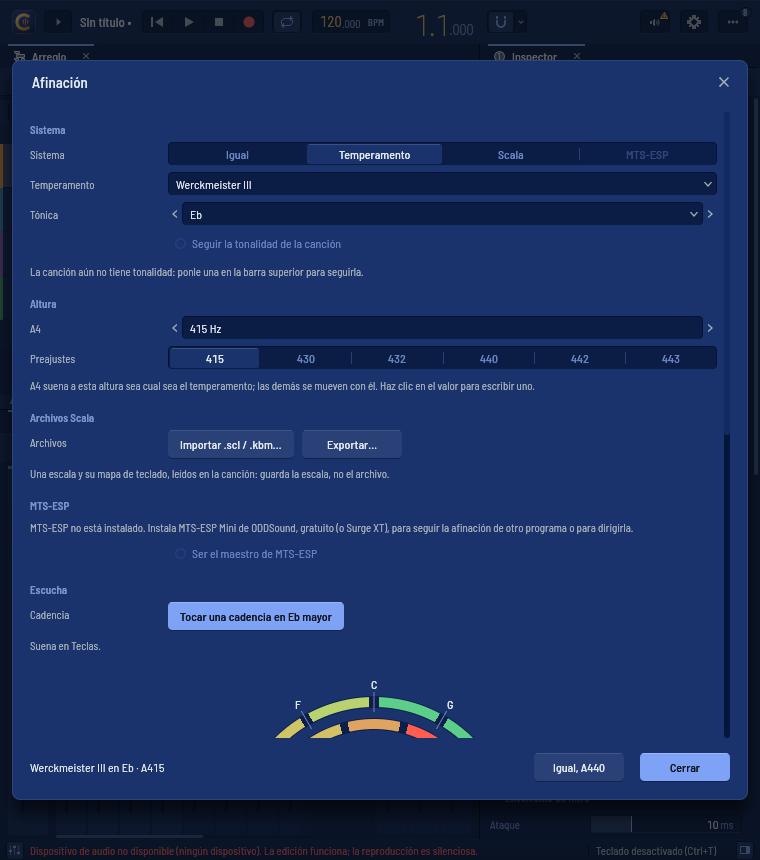 Sin título •
120.000 BPM
1.1.000
Arreglo
Inspector
Afinación
Sistema
Sistema Igual Temperamento Scala MTS-ESP
Temperamento Werckmeister III
Tónica Eb
Seguir la tonalidad de la canción
La canción aún no tiene tonalidad: ponle una en la barra superior para seguirla.
Altura
A4 415 Hz
Preajustes 415 430 432 440 442 443
A4 suena a esta altura sea cual sea el temperamento; las demás se mueven con él. Haz clic en el valor para escribir uno.
Archivos Scala
Archivos Importar .scl / .kbm... Exportar...
Una escala y su mapa de teclado, leídos en la canción: guarda la escala, no el archivo.
MTS-ESP
MTS-ESP no está instalado. Instala MTS-ESP Mini de ODDSound, gratuito (o Surge XT), para seguir la afinación de otro programa o para dirigirla.
Ser el maestro de MTS-ESP
Escucha
Cadencia Tocar una cadencia en Eb mayor
Suena en Teclas.
C
F G
Werckmeister III en Eb · A415 Igual, A440 Cerrar
Ataque 10 ms
Dispositivo de audio no disponible (ningún dispositivo). La edición funciona; la reproducción es silenciosa. Teclado desactivado (Ctrl+T)